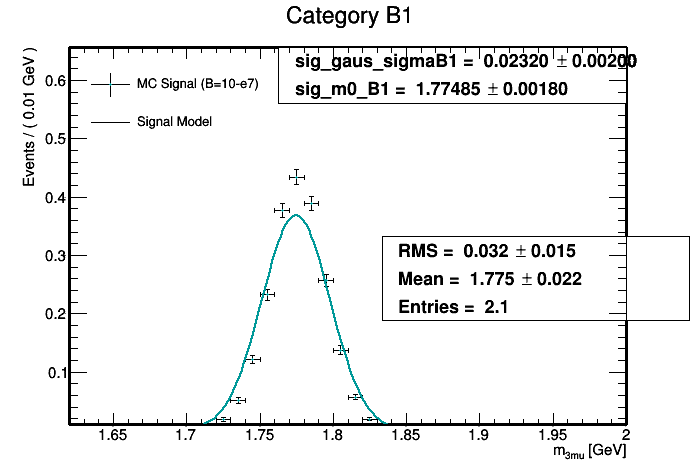 Category B1
Events / ( 0.01 GeV )
0.6
0.5
0.4
0.3
0.2
0.1
MC Signal (B=10-e7)
Signal Model
sig_gaus_sigmaB1 = 0.02320 ± 0.00200
sig_m0_B1 = 1.77485 ± 0.00180
RMS = 0.032 ± 0.015
Mean = 1.775 ± 0.022
Entries = 2.1
1.65 1.7 1.75 1.8 1.85 1.9 1.95 2
m3mu [GeV]